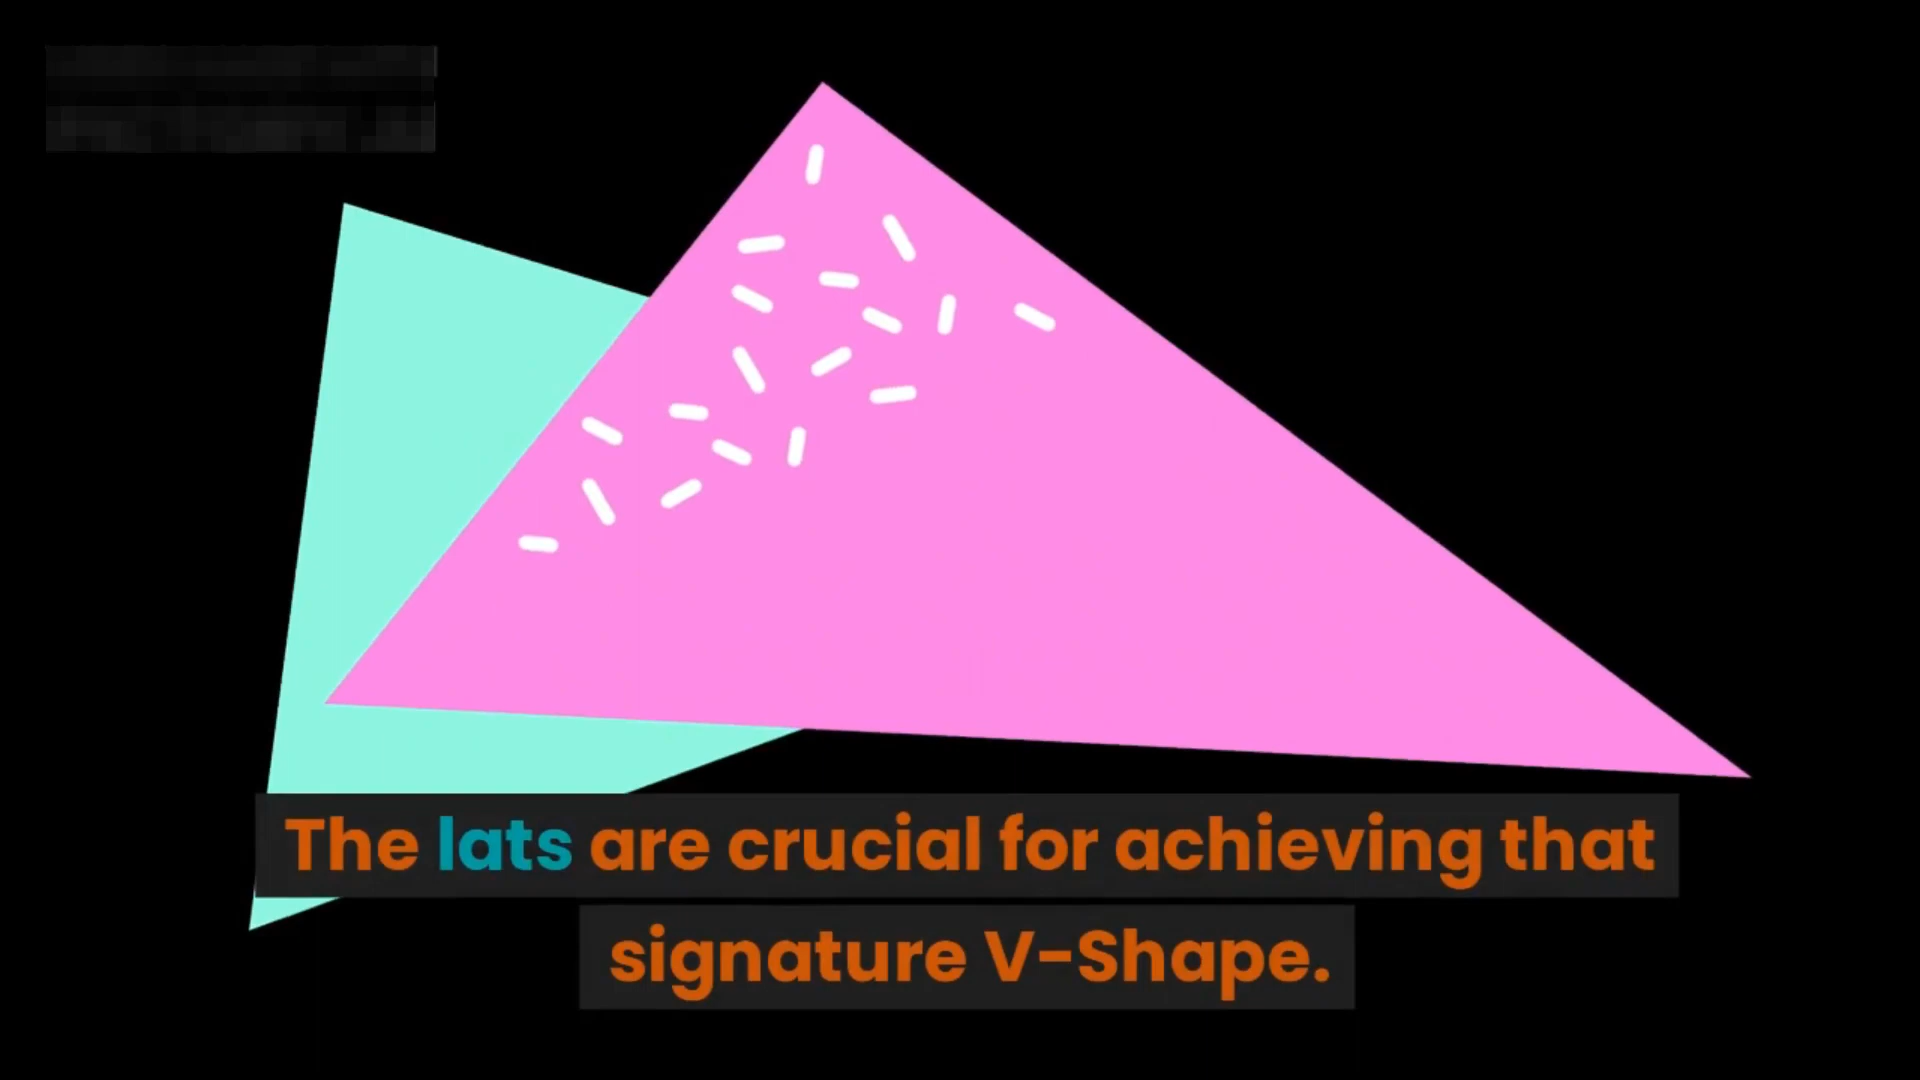 The lats are crucial for achieving that
signature V-Shape.